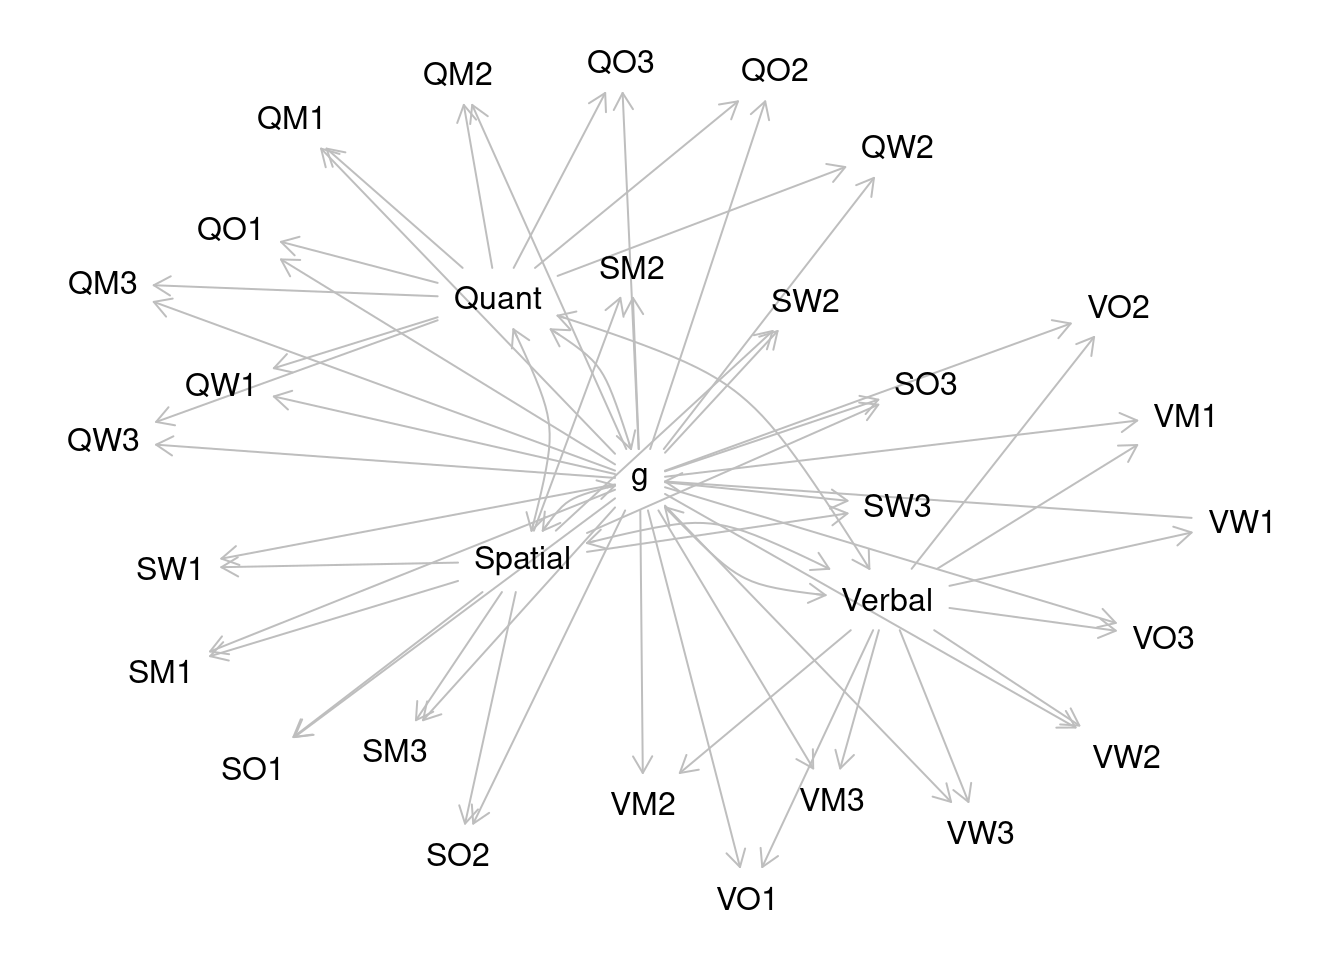 QO3
QO2
QM2
QM1
QW2
QO1
SM2
QM3
Quant
SW2
VO2
QW1
SO3
VM1
QW3
g
SW3
VW1
Spatial
SW1
Verbal
VO3
SM1
SM3
VW2
SO1
VM3
VM2
VW3
SO2
VO1